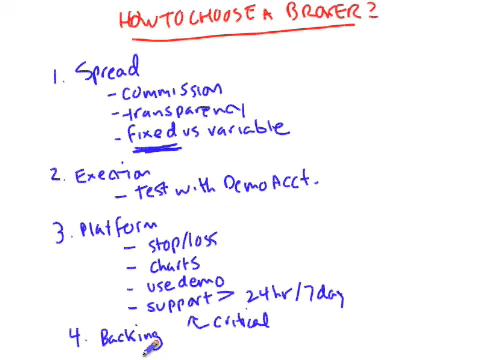 HOW TO CHOOSE A BROKER?
1. Spread
- commission
- transparency
- fixed vs variable
2. Exection
- Test with Demo Acct.
3. Platform
- stop/loss
- charts
- use demo
- support > 24hr/7day
critical
4. Backing